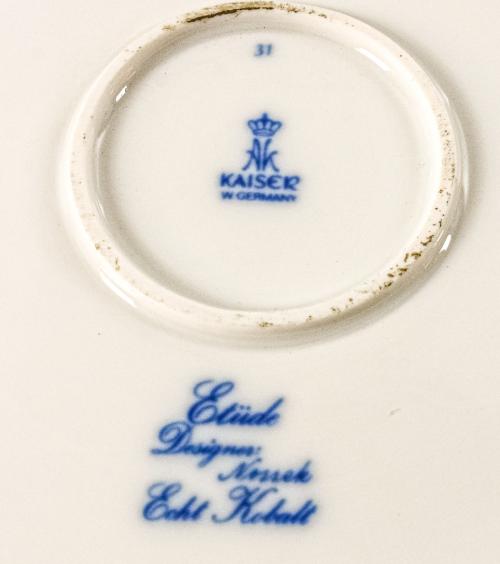 31
AK
KAISER
W. GERMANY
Etüde
Designer:
Nossek
Echt Kobalt